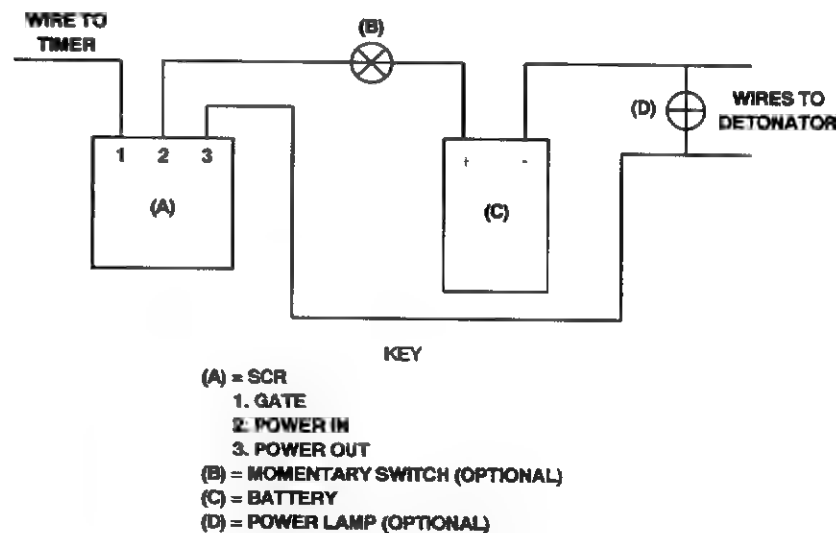 WIRE TO
TIMER
(B)
(D)
WIRES TO
DETONATOR
1 2 3
(A)
+ -
(C)
KEY
(A) = SCR
1. GATE
2. POWER IN
3. POWER OUT
(B) = MOMENTARY SWITCH (OPTIONAL)
(C) = BATTERY
(D) = POWER LAMP (OPTIONAL)